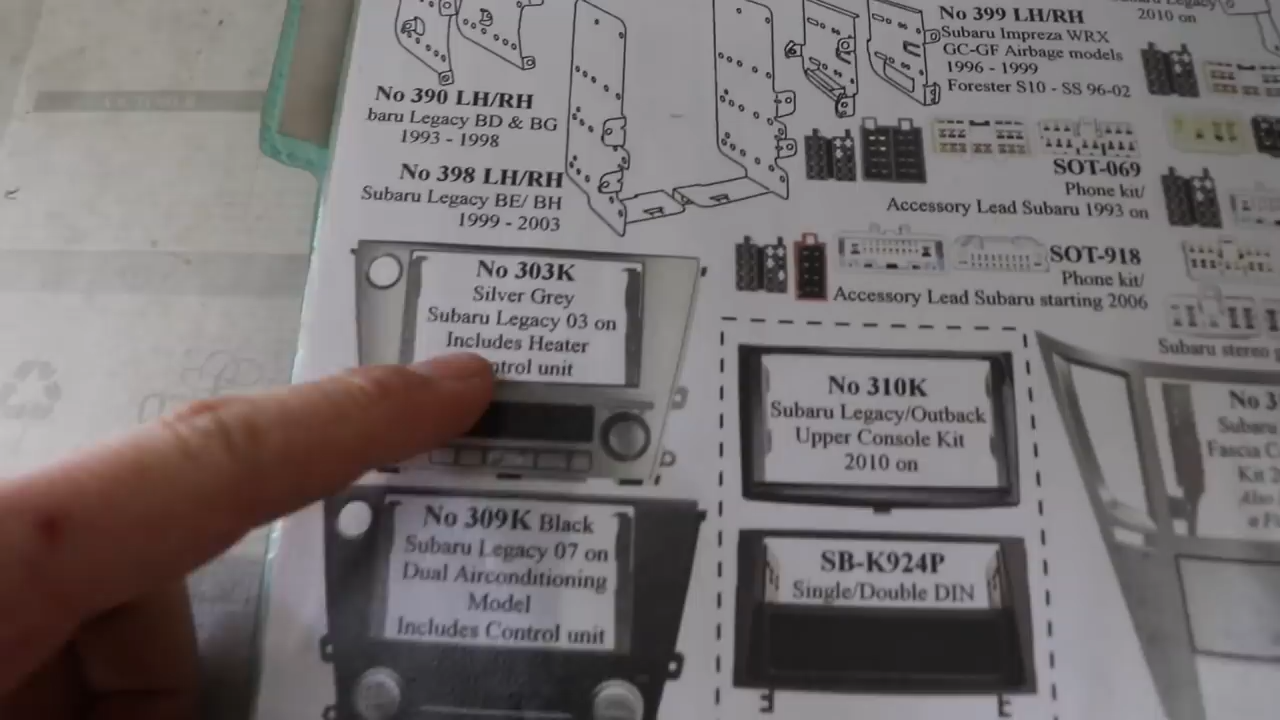 No 390 LH/RH
baru Legacy BD & BG
1993 - 1998
No 398 LH/RH
Subaru Legacy BE/ BH
1999 - 2003
No 303K
Silver Grey
Subaru Legacy 03 on
Includes Heater
ntrol unit
No 309K Black
Subaru Legacy 07 on
Dual Airconditioning
Model
Includes Control unit
Legacy
2010 on
No 399 LH/RH
Subaru Impreza WRX
GC-GF Airbage models
1996 - 1999
Forester S10 - SS 96-02
SOT-069
Phone kit/
Accessory Lead Subaru 1993 on
SOT-918
Phone kit/
Accessory Lead Subaru starting 2006
Subaru stereo
No 310K
Subaru Legacy/Outback
Upper Console Kit
2010 on
SB-K924P
Single/Double DIN
No 3
Subaru
Fascia C
Kit 2
Also
a F